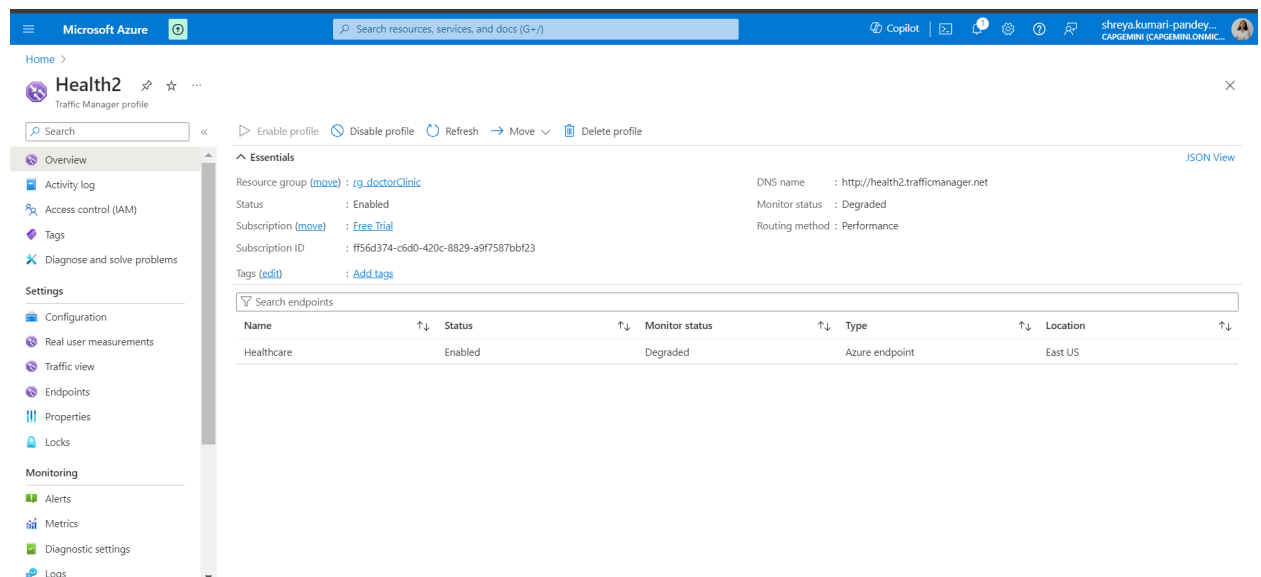 Microsoft Azure
Search resources, services, and docs (G+/)
Copilot
1
shreya.kumari-pandey...
CAPGEMINI (CAPGEMINI.ONMIC...
Home >
Health2
Traffic Manager profile
Search
Overview
Activity log
Access control (IAM)
Tags
Diagnose and solve problems
Settings
Configuration
Real user measurements
Traffic view
Endpoints
Properties
Locks
Monitoring
Alerts
Metrics
Diagnostic settings
Logs
Enable profile Disable profile Refresh Move Delete profile
Essentials
JSON View
Resource group (move) : rg_doctorClinic
Status : Enabled
Subscription (move) : Free Trial
Subscription ID : ff56d374-c6d0-420c-8829-a9f7587bbf23
Tags (edit) : Add tags
DNS name : http://health2.trafficmanager.net
Monitor status : Degraded
Routing method : Performance
Search endpoints
Name Status Monitor status Type Location
Healthcare Enabled Degraded Azure endpoint East US